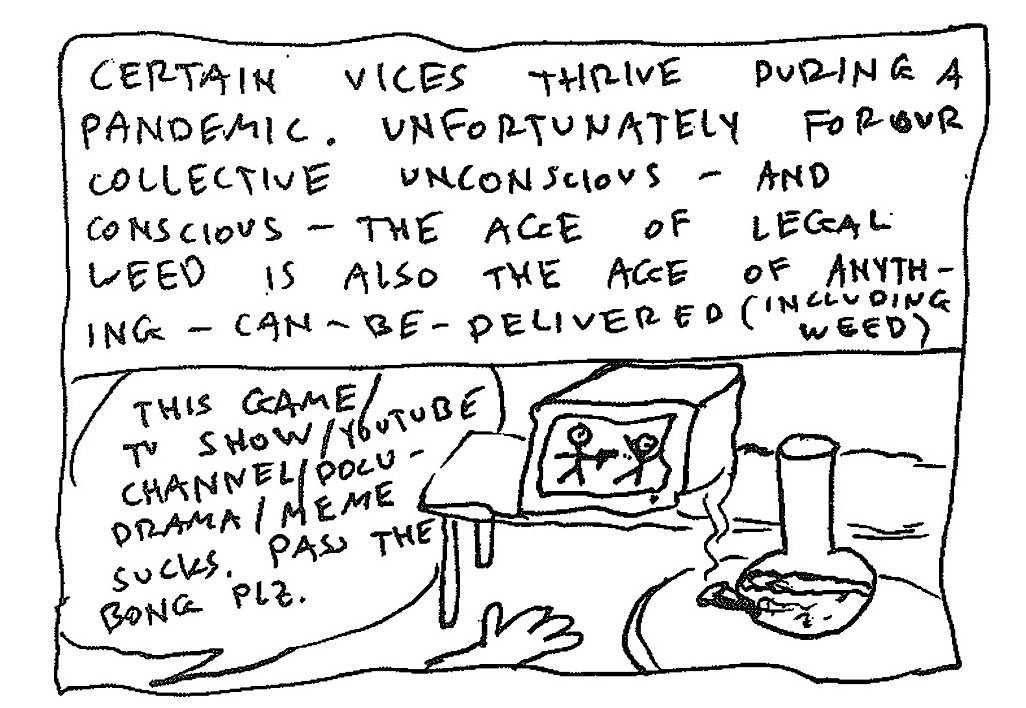 CERTAIN VICES THRIVE DURING A
PANDEMIC. UNFORTUNATELY FOR OUR
COLLECTIVE UNCONSCIOUS - AND
CONSCIOUS - THE AGE OF LEGAL
WEED IS ALSO THE AGE OF ANYTH-
ING-CAN-BE-DELIVERED (INCLUDING
WEED)
THIS GAME/
TV SHOW/YOUTUBE
CHANNEL/DOCU-
DRAMA/MEME
SUCKS. PASS THE
BONG PLZ.